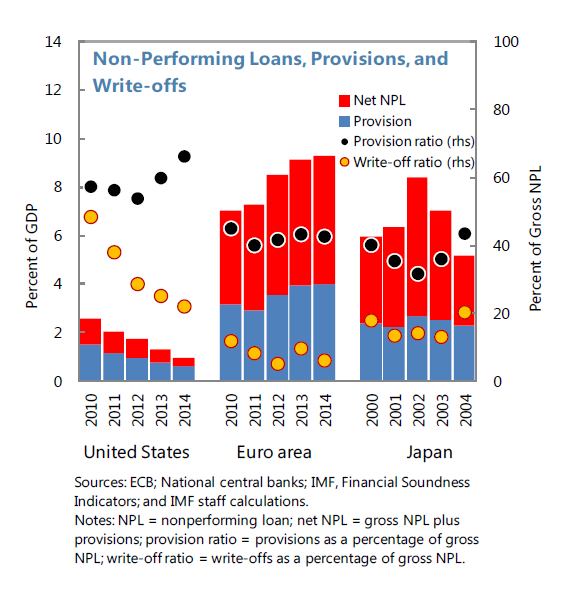 Non-Performing Loans, Provisions, and
Write-offs
Net NPL
Provision
Provision ratio (rhs)
Write-off ratio (rhs)
Percent of GDP
14
12
10
8
6
4
2
0
Percent of Gross NPL
100
80
60
40
20
0
2010 2011 2012 2013 2014 2010 2011 2012 2013 2014 2000 2001 2002 2003 2004
United States Euro area Japan
Sources: ECB; National central banks; IMF, Financial Soundness
Indicators; and IMF staff calculations.
Notes: NPL = nonperforming loan; net NPL = gross NPL plus
provisions; provision ratio = provisions as a percentage of gross
NPL; write-off ratio = write-offs as a percentage of gross NPL.